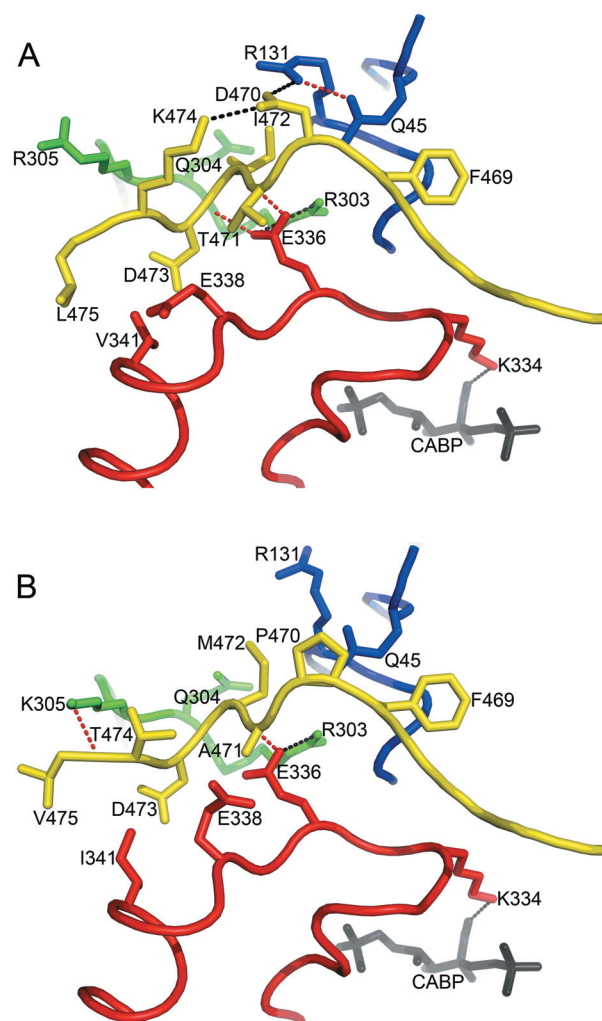 A
R131
D470
K474
I472
Q45
R305
Q304
F469
R303
T471
E336
D473
E338
L475
V341
K334
CABP
B
R131
M472
P470
Q45
Q304
K305
F469
T474
R303
A471
E336
V475
D473
E338
I341
K334
CABP